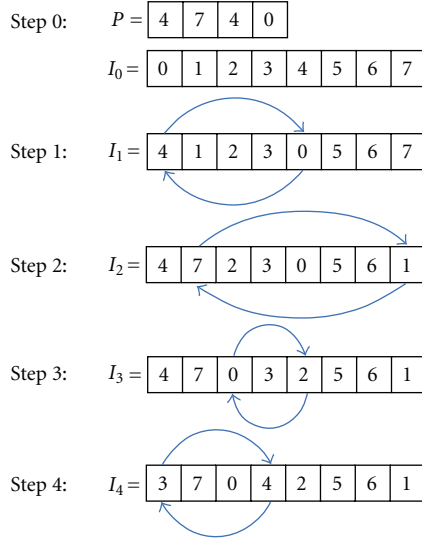 Step 0: P = 4 7 4 0
I₀ = 0 1 2 3 4 5 6 7
Step 1: I₁ = 4 1 2 3 0 5 6 7
Step 2: I₂ = 4 7 2 3 0 5 6 1
Step 3: I₃ = 4 7 0 3 2 5 6 1
Step 4: I₄ = 3 7 0 4 2 5 6 1